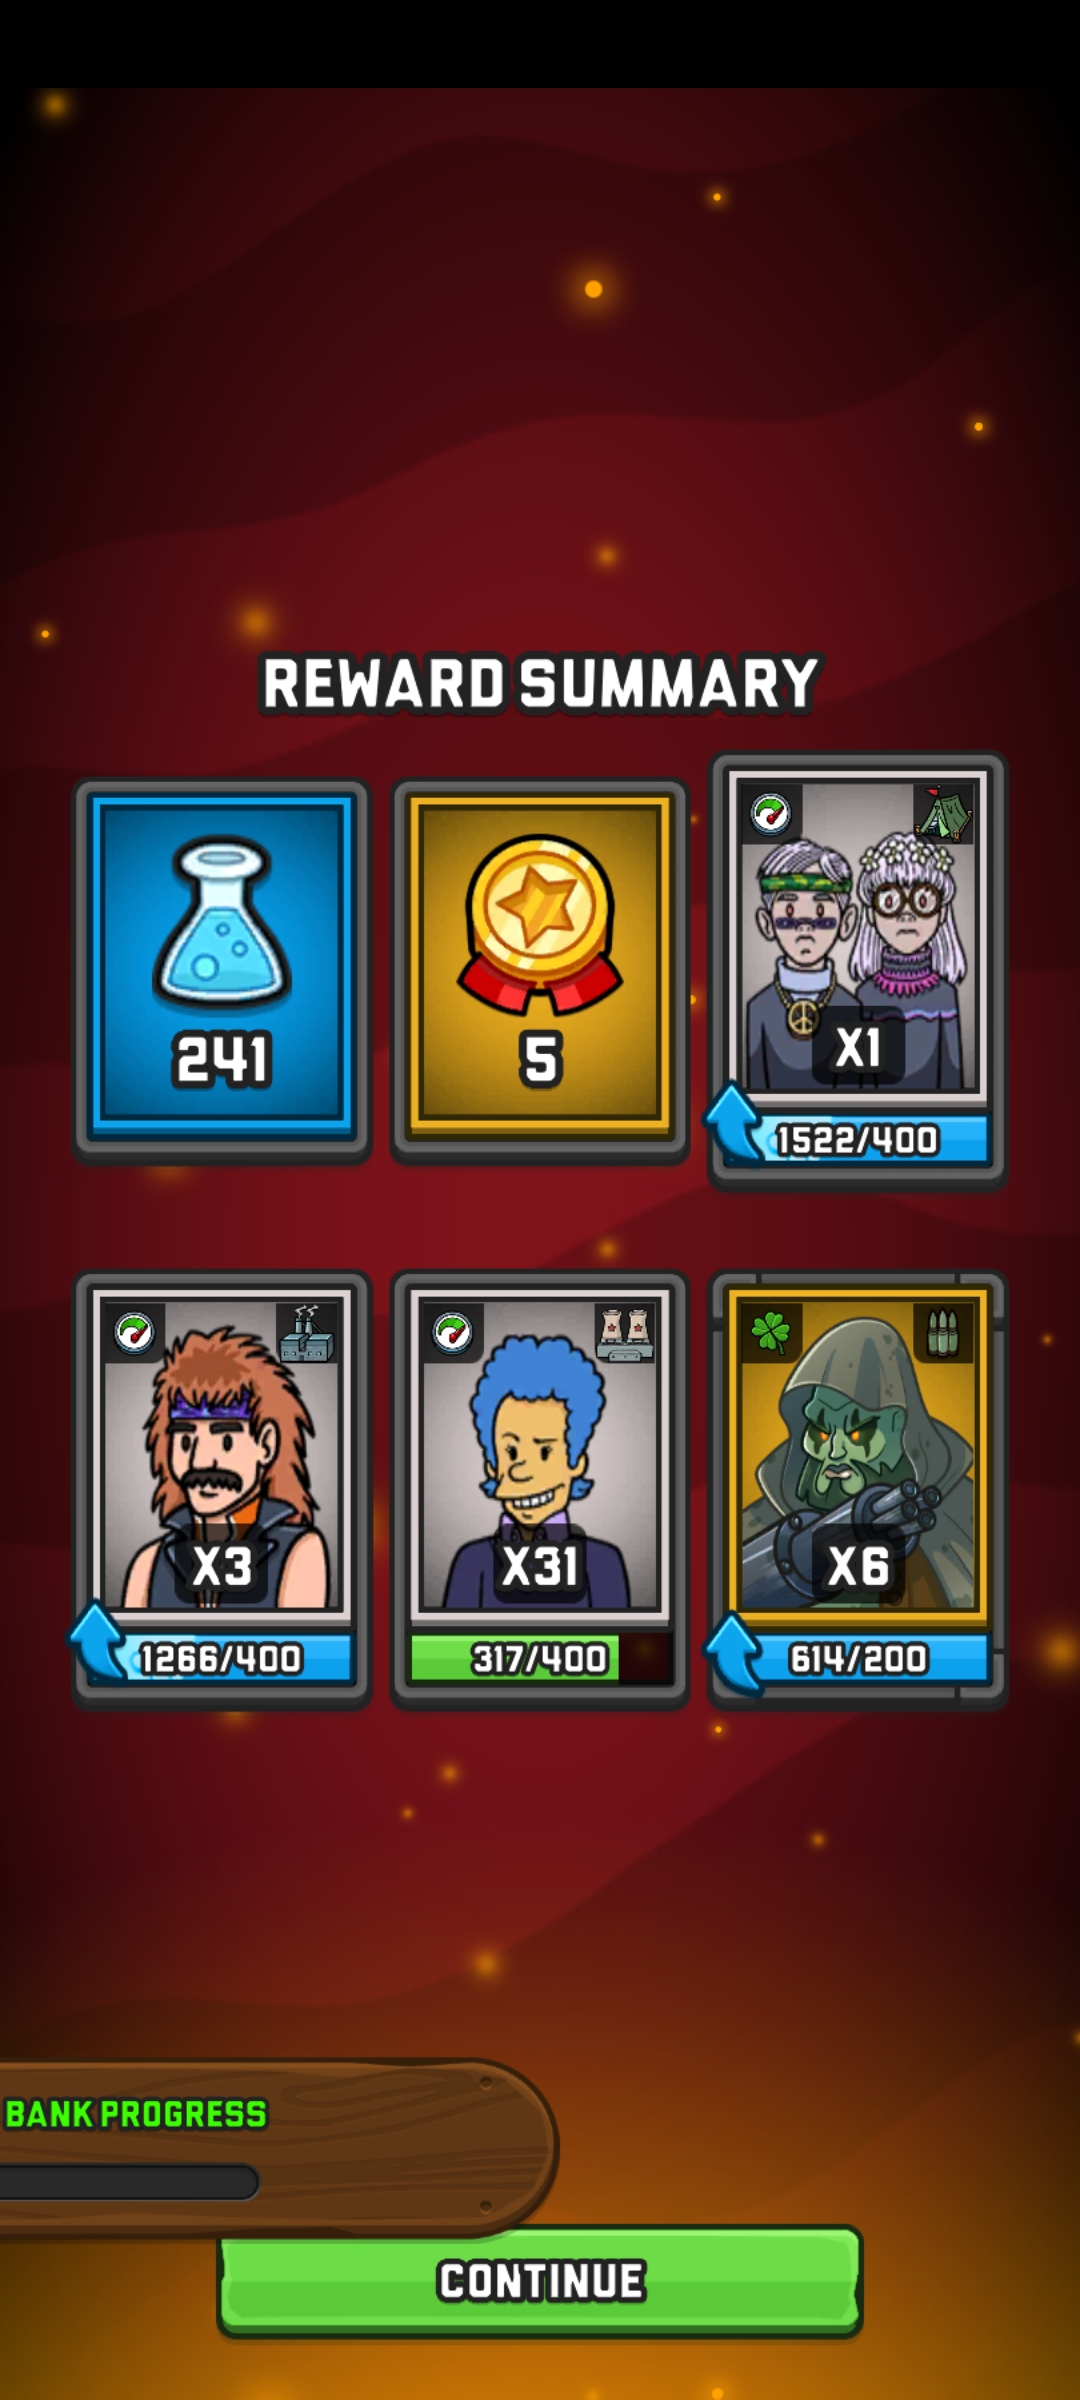 REWARD SUMMARY
241
5
X1
1522/400
X3
1266/400
X31
317/400
X6
614/200
BANK PROGRESS
CONTINUE